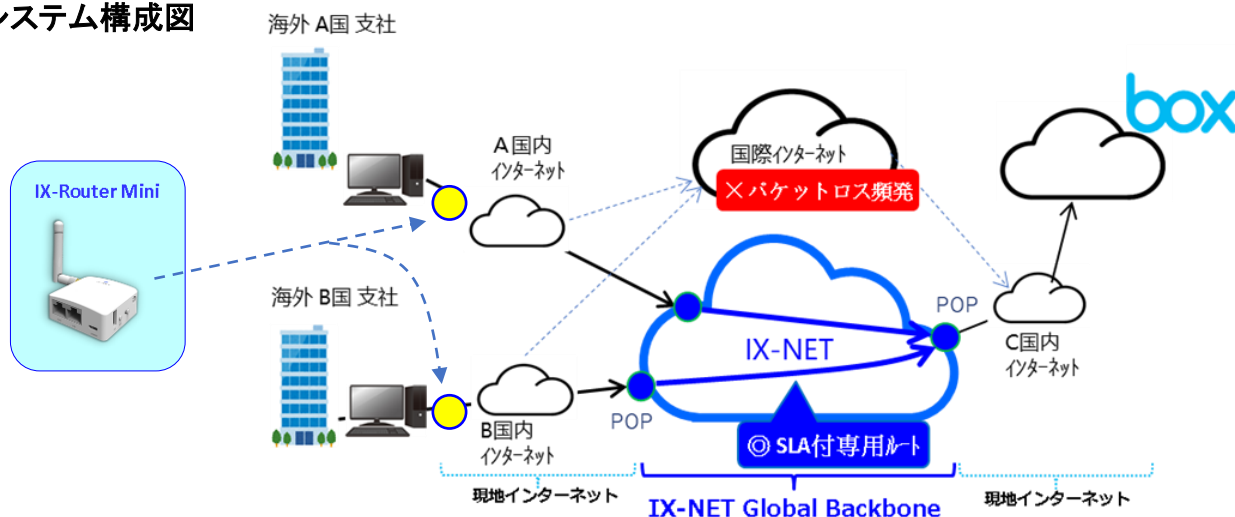 システム構成図
海外 A国 支社
box
A国内
インターネット
国際インターネット
×パケットロス頻発
IX-Router Mini
海外 B国 支社
POP
IX-NET
C国内
インターネット
POP
B国内
インターネット
◎ SLA付専用ルート
現地インターネット
IX-NET Global Backbone
現地インターネット